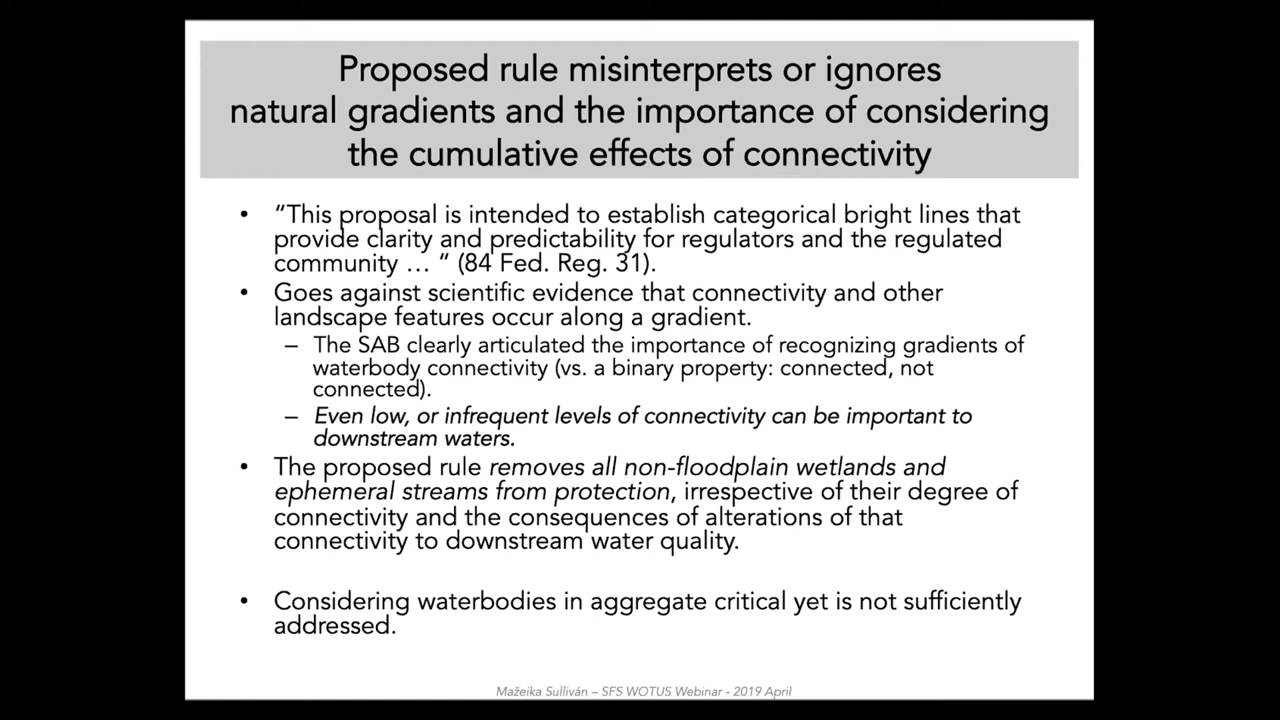 Proposed rule misinterprets or ignores
natural gradients and the importance of considering
the cumulative effects of connectivity
• “This proposal is intended to establish categorical bright lines that
provide clarity and predictability for regulators and the regulated
community … “ (84 Fed. Reg. 31).
• Goes against scientific evidence that connectivity and other
landscape features occur along a gradient.
– The SAB clearly articulated the importance of recognizing gradients of
waterbody connectivity (vs. a binary property: connected, not
connected).
– Even low, or infrequent levels of connectivity can be important to
downstream waters.
• The proposed rule removes all non-floodplain wetlands and
ephemeral streams from protection, irrespective of their degree of
connectivity and the consequences of alterations of that
connectivity to downstream water quality.
• Considering waterbodies in aggregate critical yet is not sufficiently
addressed.
Mažeika Sulliván – SFS WOTUS Webinar - 2019 April